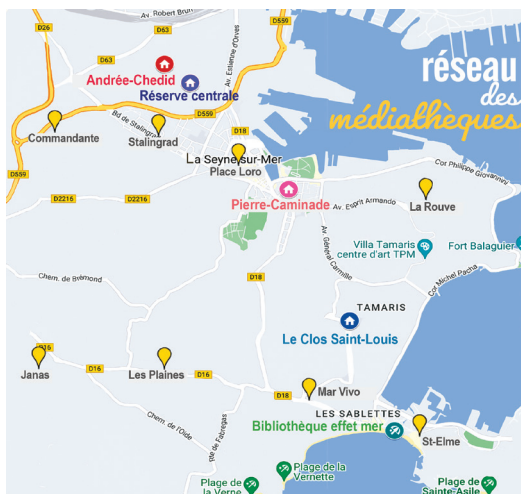 Av. Robert Brun
D559
D26
D63
D63
Av. Estienne d'Orves
Andrée-Chedid
Réserve centrale
réseau
des
médiathèques
D559
Bd de Stalingrad
Commandante
Stalingrad
D18
La Seyne-sur-Mer
Place Loro
D559
Cor Philippe Giovannini
D2216
D2216
Pierre-Caminade
Av. Esprit Armando
La Rouve
Av. Général Carmille
Villa Tamaris
centre d'art TPM
Fort Balaguier
Chem. de Brémond
D18
Cor Michel Pacha
TAMARIS
Le Clos Saint-Louis
D16
Janas
D16
Les Plaines
D16
D18
Mar Vivo
LES SABLETTES
Chem. de l'Oïde
Bibliothèque effet mer
St-Elme
Plage de la
Vernette
Plage de
la Verne
Plage de
Sainte-Asile